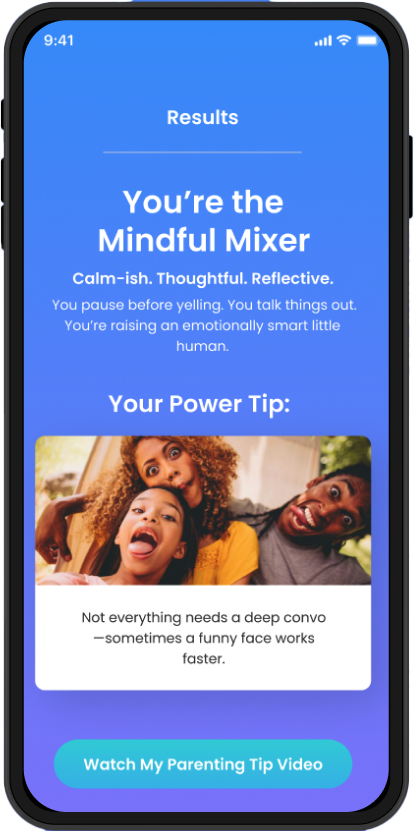 9:41
Results
You’re the
Mindful Mixer
Calm-ish. Thoughtful. Reflective.
You pause before yelling. You talk things out.
You’re raising an emotionally smart little
human.
Your Power Tip:
Not everything needs a deep convo
—sometimes a funny face works
faster.
Watch My Parenting Tip Video